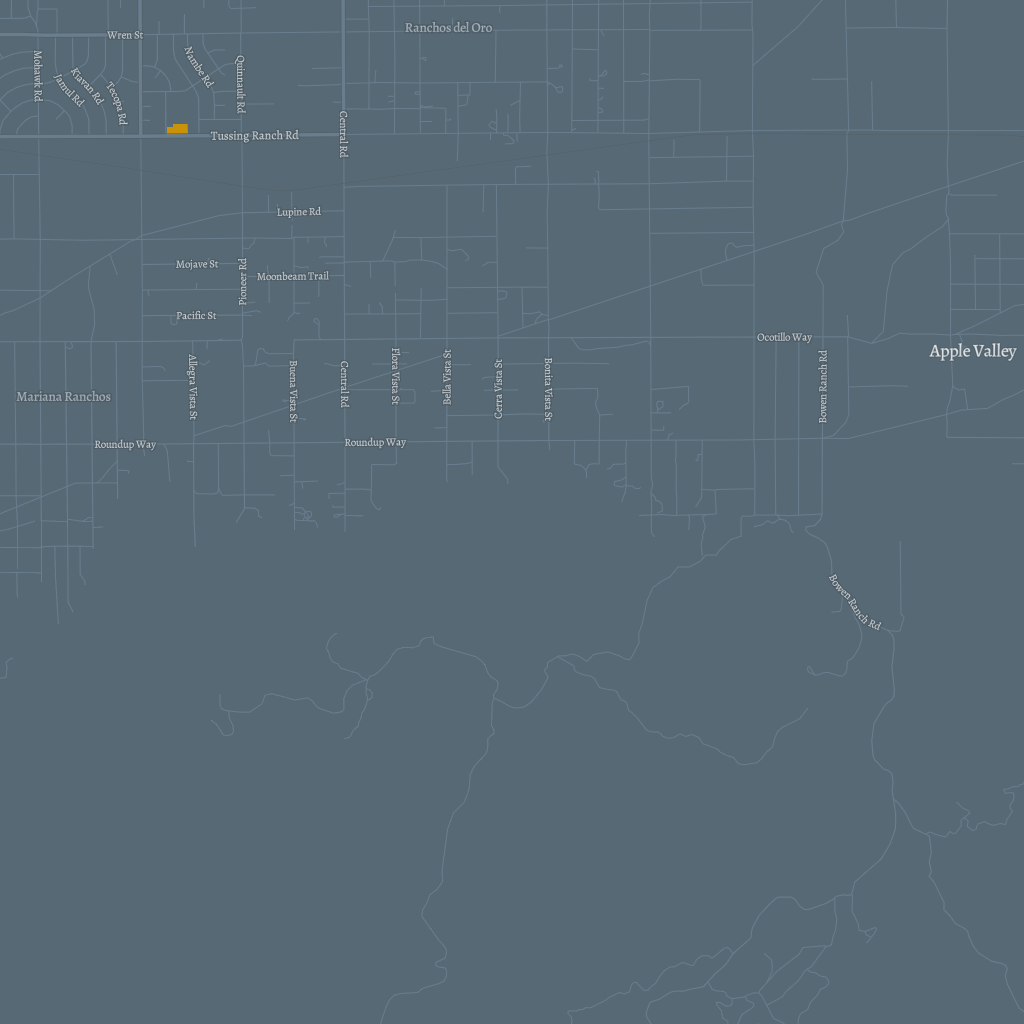 Ranchos del Oro
Wren St
Mohawk Rd
Jamul Rd
Kiavan Rd
Tecopa Rd
Nambe Rd
Quinnault Rd
Central Rd
Tussing Ranch Rd
Lupine Rd
Mojave St
Pioneer Rd
Moonbeam Trail
Pacific St
Ocotillo Way
Apple Valley
Allegra Vista St
Buena Vista St
Central Rd
Flora Vista St
Bella Vista St
Cerra Vista St
Bonita Vista St
Bowen Ranch Rd
Mariana Ranchos
Roundup Way
Roundup Way
Bowen Ranch Rd